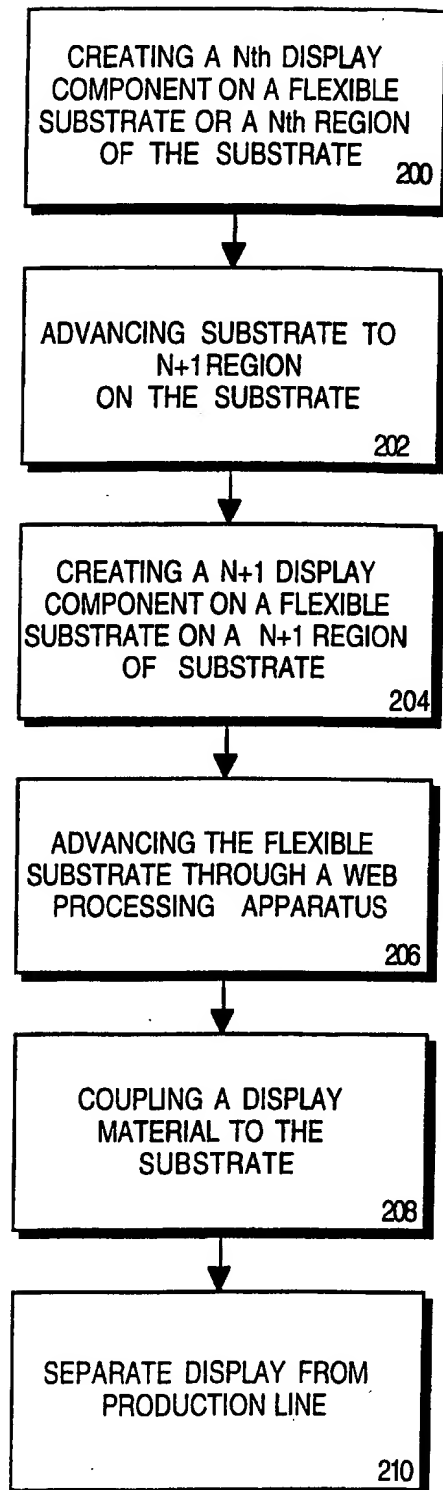 CREATING A Nth DISPLAY
COMPONENT ON A FLEXIBLE
SUBSTRATE OR A Nth REGION
OF THE SUBSTRATE
200
ADVANCING SUBSTRATE TO
N+1 REGION
ON THE SUBSTRATE
202
CREATING A N+1 DISPLAY
COMPONENT ON A FLEXIBLE
SUBSTRATE ON A N+1 REGION
OF SUBSTRATE
204
ADVANCING THE FLEXIBLE
SUBSTRATE THROUGH A WEB
PROCESSING APPARATUS
206
COUPLING A DISPLAY
MATERIAL TO THE
SUBSTRATE
208
SEPARATE DISPLAY FROM
PRODUCTION LINE
210